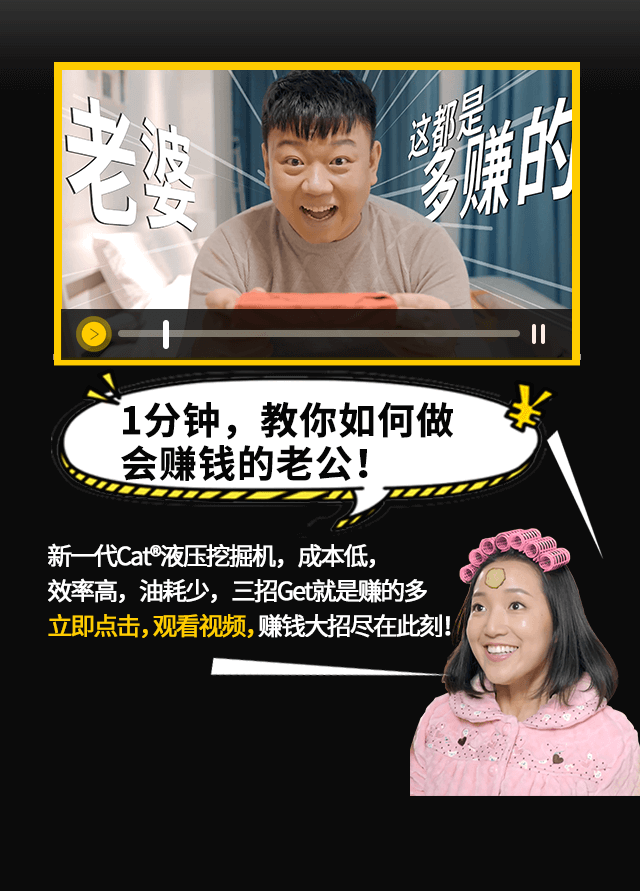 老婆
这都是
多赚的
1分钟，教你如何做
会赚钱的老公！
¥
新一代Cat®液压挖掘机，成本低，
效率高，油耗少，三招Get就是赚的多
立即点击，观看视频，赚钱大招尽在此刻！